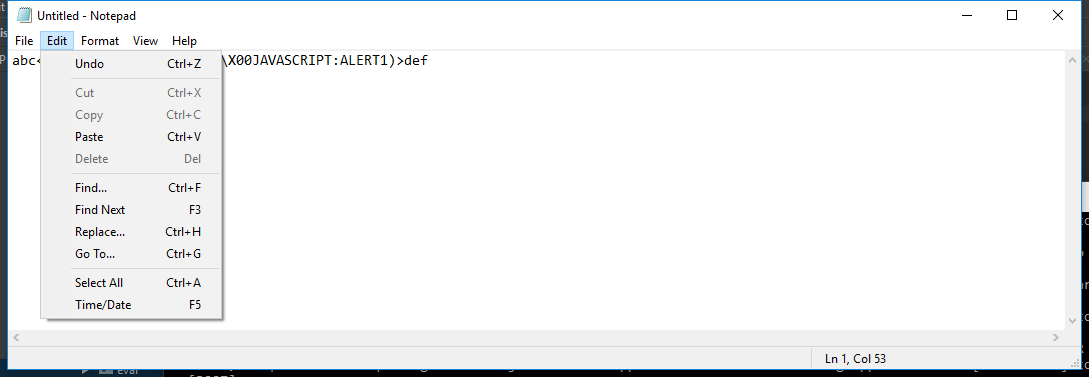 Untitled - Notepad
File Edit Format View Help
abc< \X00JAVASCRIPT:ALERT1)>def
Undo Ctrl+Z
Cut Ctrl+X
Copy Ctrl+C
Paste Ctrl+V
Delete Del
Find... Ctrl+F
Find Next F3
Replace... Ctrl+H
Go To... Ctrl+G
Select All Ctrl+A
Time/Date F5
Ln 1, Col 53
eval